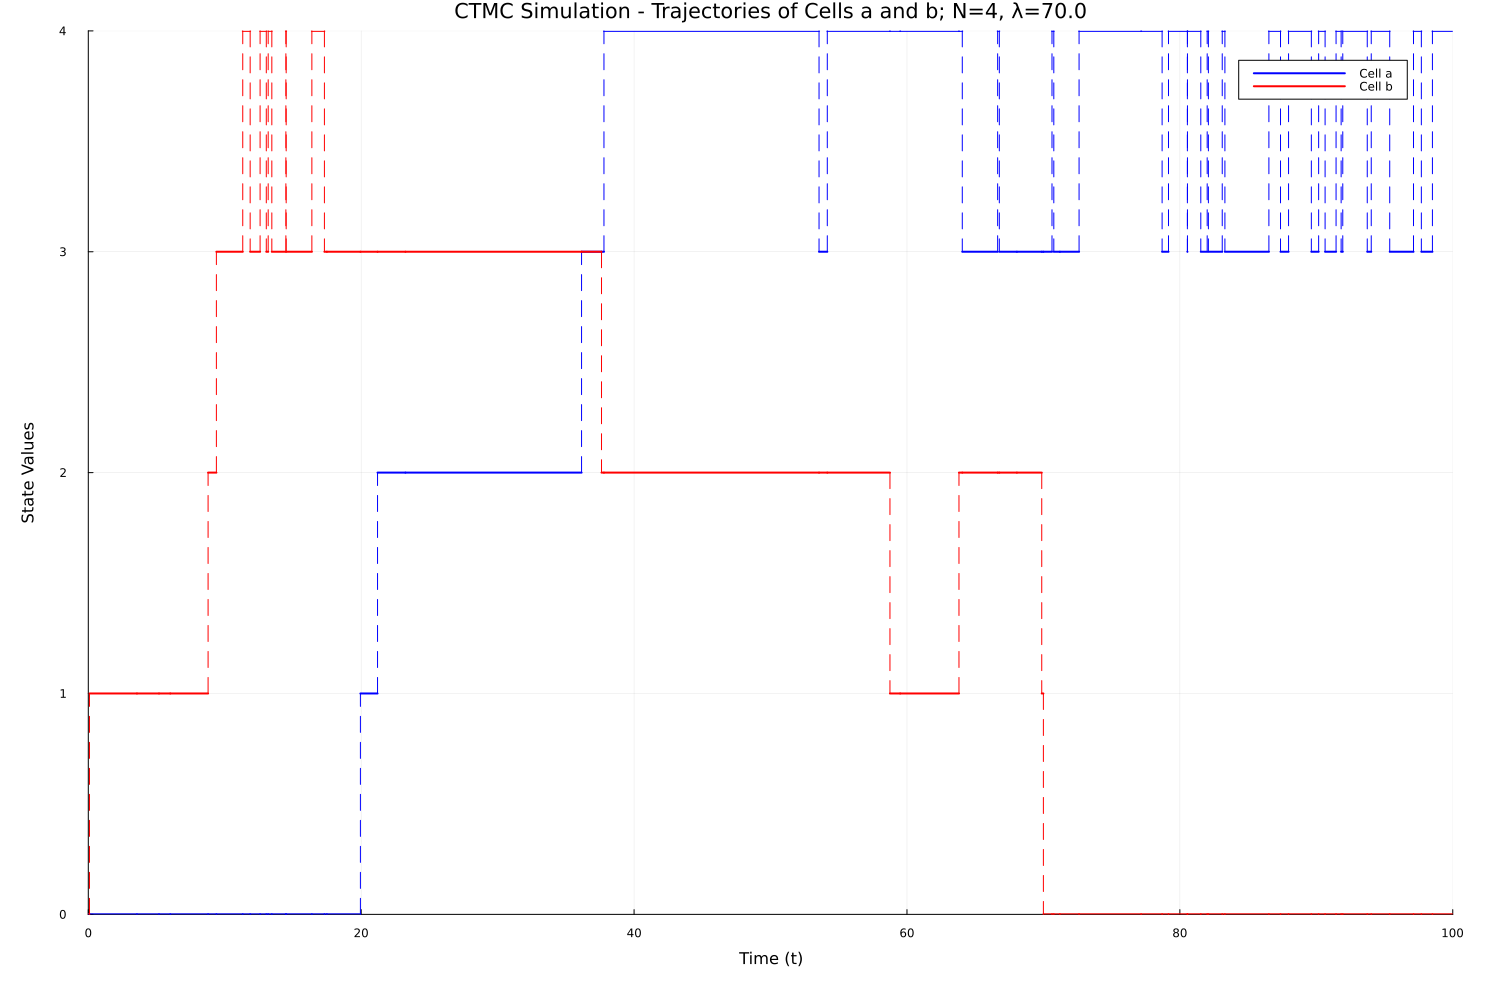 CTMC Simulation - Trajectories of Cells a and b; N=4, λ=70.0
4
Cell a
Cell b
3
State Values
2
1
0
0 20 40 60 80 100
Time (t)